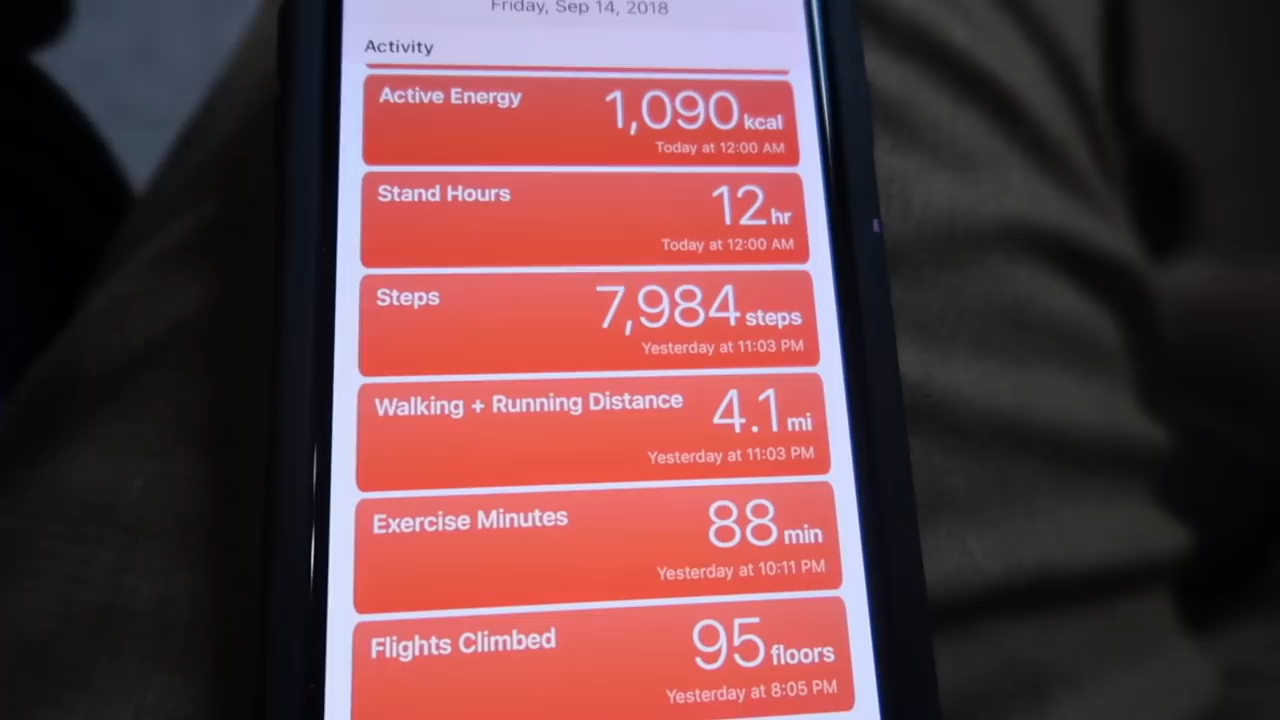 Friday, Sep 14, 2018
Activity
Active Energy 1,090 kcal
Today at 12:00 AM
Stand Hours 12 hr
Today at 12:00 AM
Steps 7,984 steps
Yesterday at 11:03 PM
Walking + Running Distance 4.1 mi
Yesterday at 11:03 PM
Exercise Minutes 88 min
Yesterday at 10:11 PM
Flights Climbed 95 floors
Yesterday at 8:05 PM